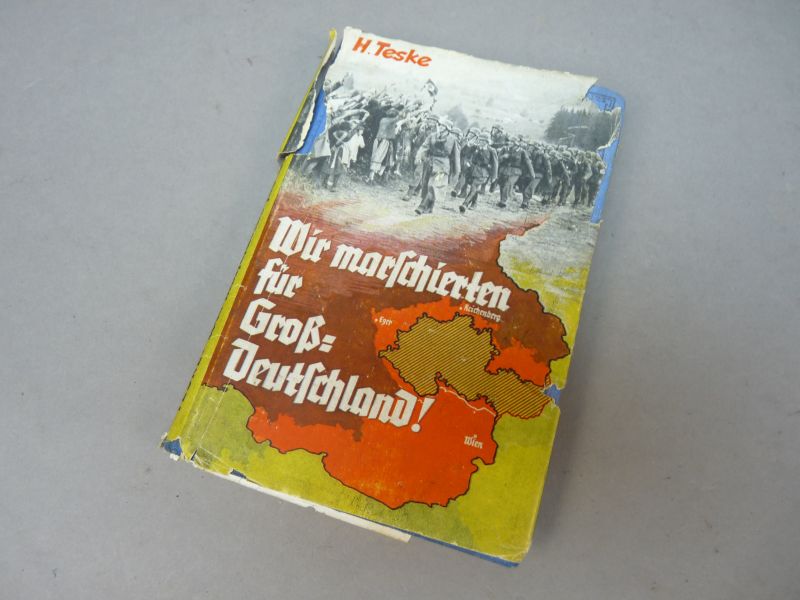 H. Teske
Wir marschierten
für
Groß=
deutschland!
Reichenberg
Eger
Wien